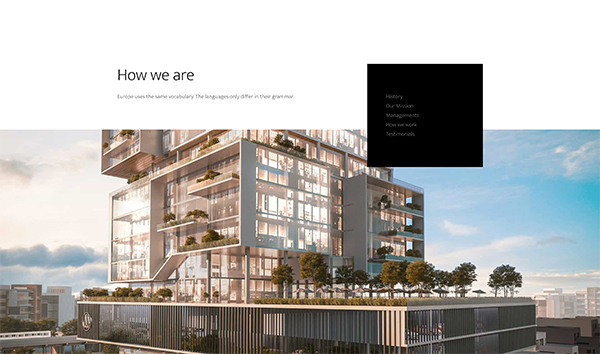 How we are
Europe uses the same vocabulary. The languages only differ in their grammar.
History
Our Mission
Managements
How we work
Testimonials